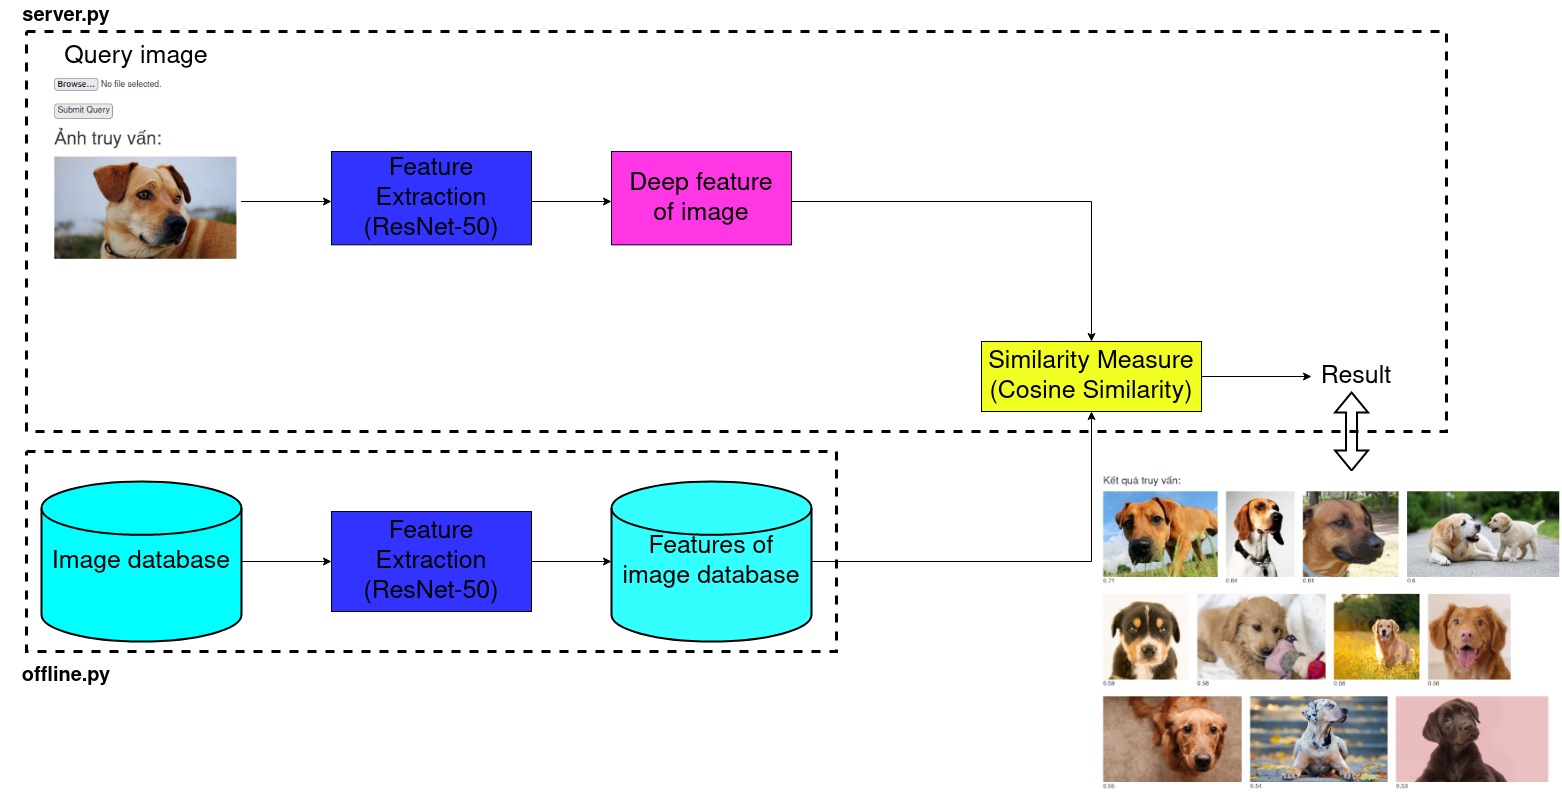 server.py
Query image
Browse... No file selected.
Submit Query
Ảnh truy vấn:
Feature
Extraction
(ResNet-50)
Deep feature
of image
Similarity Measure
(Cosine Similarity)
Result
Image database
Feature
Extraction
(ResNet-50)
Features of
image database
offline.py
Kết quả truy vấn:
0.71 0.64 0.61 0.6
0.59 0.58 0.56 0.56
0.55 0.54 0.53